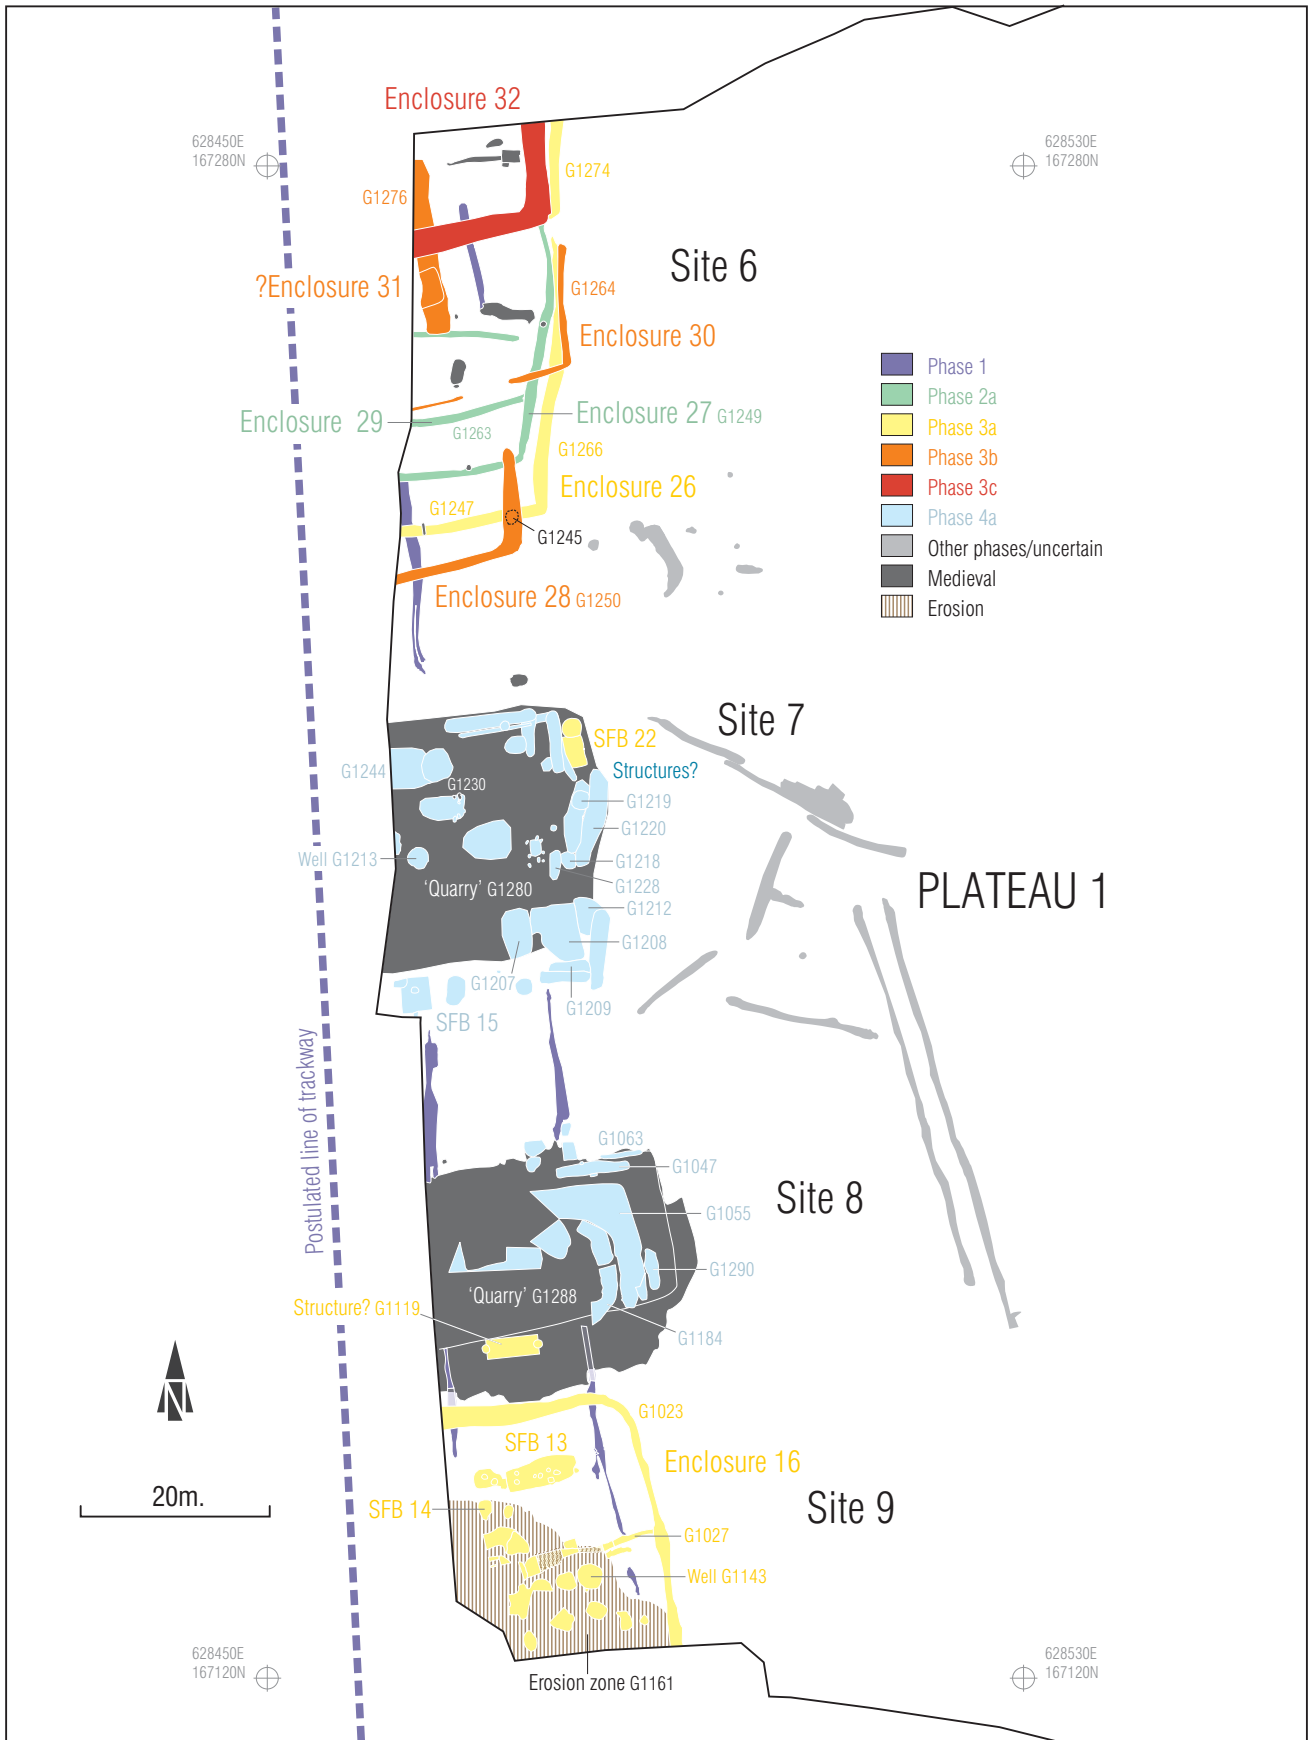 Enclosure 32
628450E
167280N
628530E
167280N
G1274
G1276
Site 6
?Enclosure 31
G1264
Enclosure 30
Phase 1
Phase 2a
Phase 3a
Phase 3b
Phase 3c
Phase 4a
Other phases/uncertain
Medieval
Erosion
Enclosure 29
Enclosure 27 G1249
G1263
G1266
Enclosure 26
G1247
G1245
Enclosure 28 G1250
Site 7
SFB 22
Structures?
G1244
G1230
G1219
G1220
Well G1213
G1218
'Quarry' G1280
G1228
G1212
PLATEAU 1
G1208
G1207
G1209
SFB 15
Postulated line of trackway
G1063
G1047
Site 8
G1055
G1290
'Quarry' G1288
Structure? G1119
G1184
N
20m.
G1023
SFB 13
Enclosure 16
SFB 14
Site 9
G1027
Well G1143
628450E
167120N
628530E
167120N
Erosion zone G1161